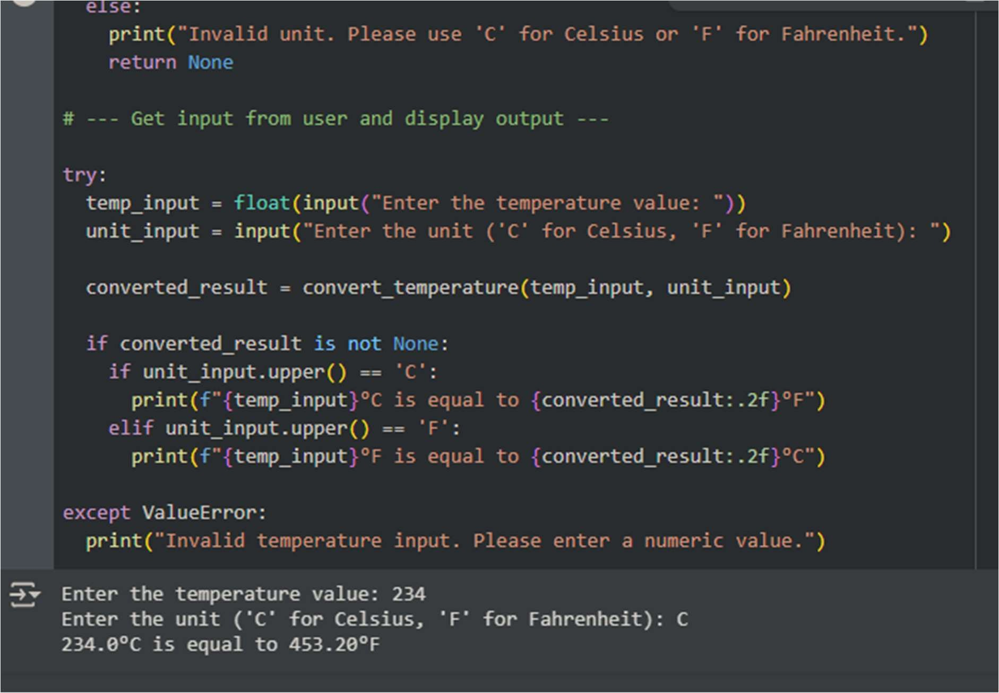 else:
print("Invalid unit. Please use 'C' for Celsius or 'F' for Fahrenheit.")
return None
# --- Get input from user and display output ---
try:
temp_input = float(input("Enter the temperature value: "))
unit_input = input("Enter the unit ('C' for Celsius, 'F' for Fahrenheit): ")
converted_result = convert_temperature(temp_input, unit_input)
if converted_result is not None:
if unit_input.upper() == 'C':
print(f"{temp_input}°C is equal to {converted_result:.2f}°F")
elif unit_input.upper() == 'F':
print(f"{temp_input}°F is equal to {converted_result:.2f}°C")
except ValueError:
print("Invalid temperature input. Please enter a numeric value.")
Enter the temperature value: 234
Enter the unit ('C' for Celsius, 'F' for Fahrenheit): C
234.0°C is equal to 453.20°F